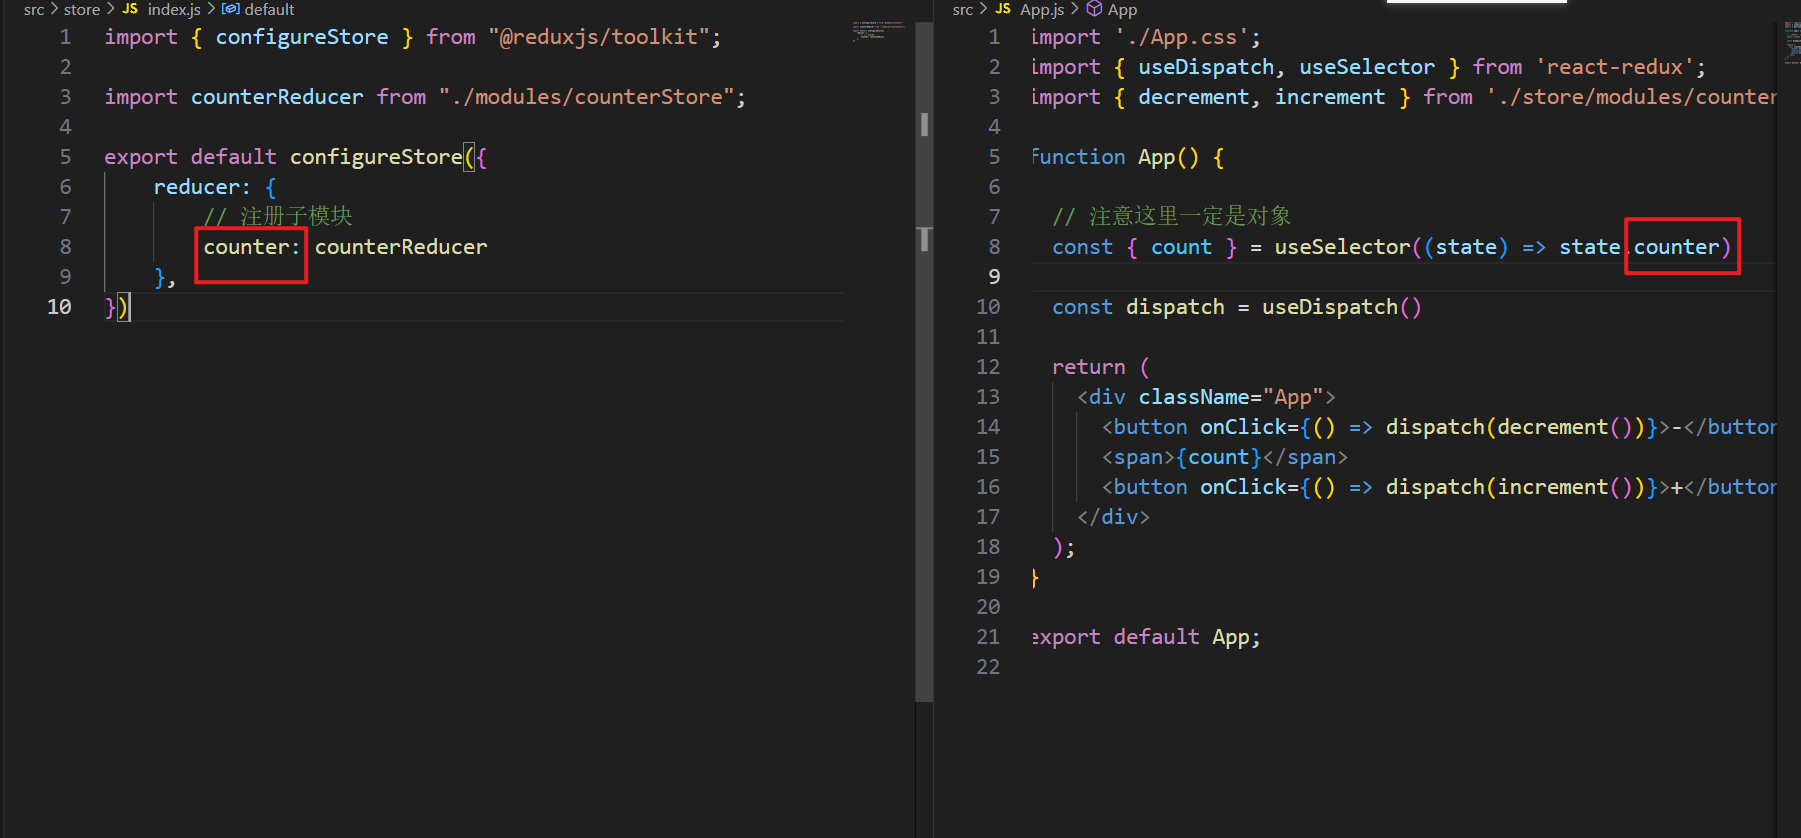 src > store > JS index.js > default
1 import { configureStore } from "@reduxjs/toolkit";
2
3 import counterReducer from "./modules/counterStore";
4
5 export default configureStore({
6 reducer: {
7 // 注册子模块
8 counter: counterReducer
9 },
10 })
src > JS App.js > App
1 import './App.css';
2 import { useDispatch, useSelector } from 'react-redux';
3 import { decrement, increment } from './store/modules/counter
4
5 function App() {
6
7 // 注意这里一定是对象
8 const { count } = useSelector((state) => state.counter)
9
10 const dispatch = useDispatch()
11
12 return (
13 <div className="App">
14 <button onClick={() => dispatch(decrement())}>-</button
15 <span>{count}</span>
16 <button onClick={() => dispatch(increment())}>+</button
17 </div>
18 );
19 }
20
21 export default App;
22